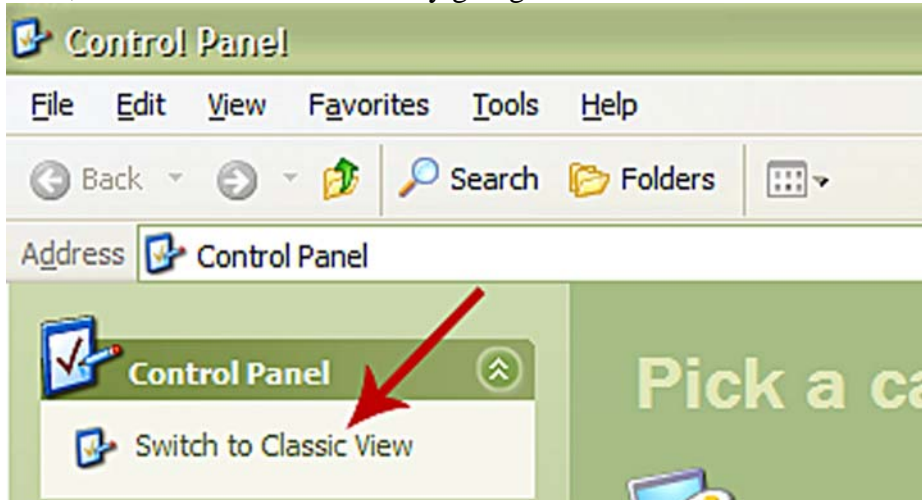 Control Panel
File Edit View Favorites Tools Help
Back Search Folders
Address Control Panel
Control Panel
Pick a
Switch to Classic View